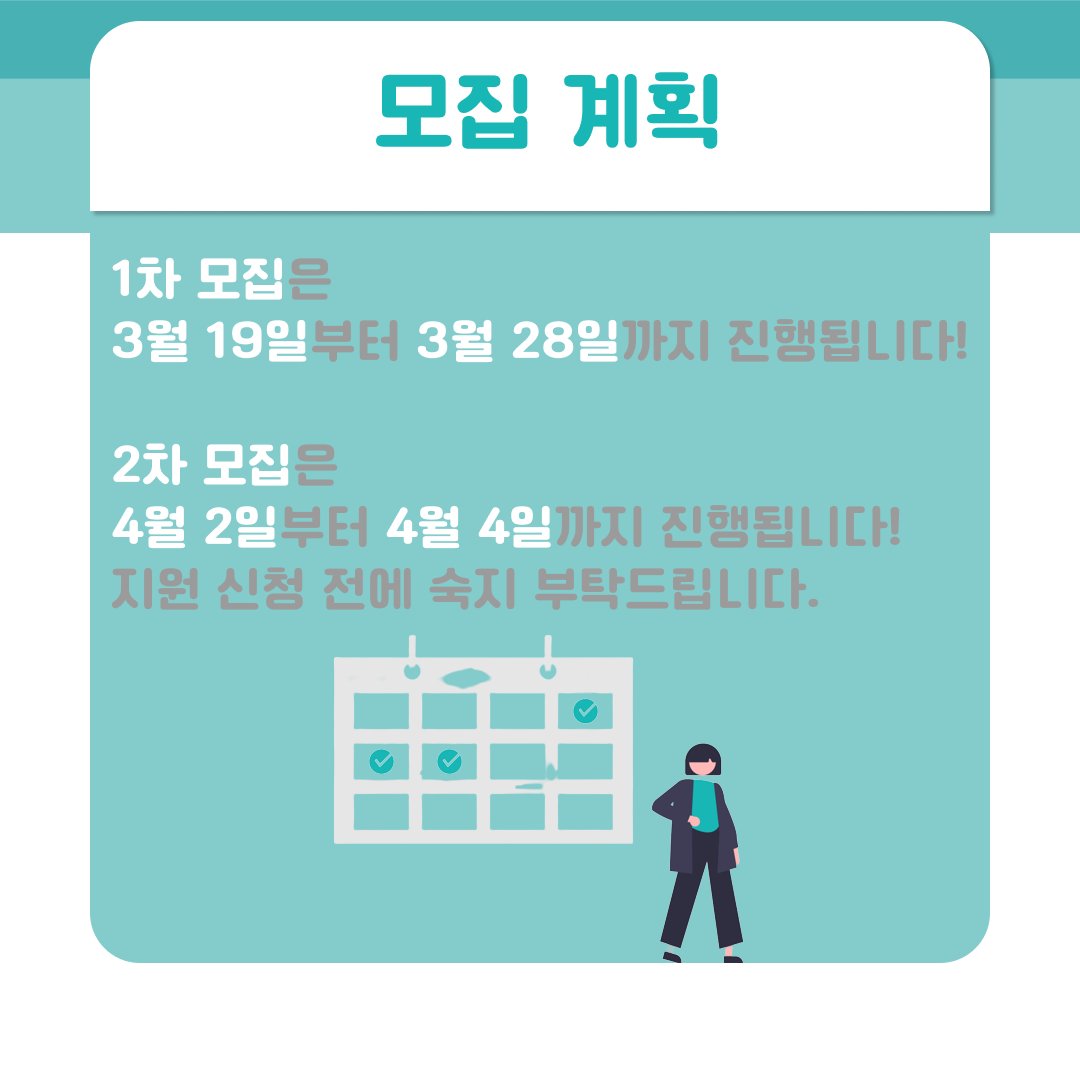 모집 계획
1차 모집은
3월 19일부터 3월 28일까지 진행됩니다!
2차 모집은
4월 2일부터 4월 4일까지 진행됩니다!
지원 신청 전에 숙지 부탁드립니다.